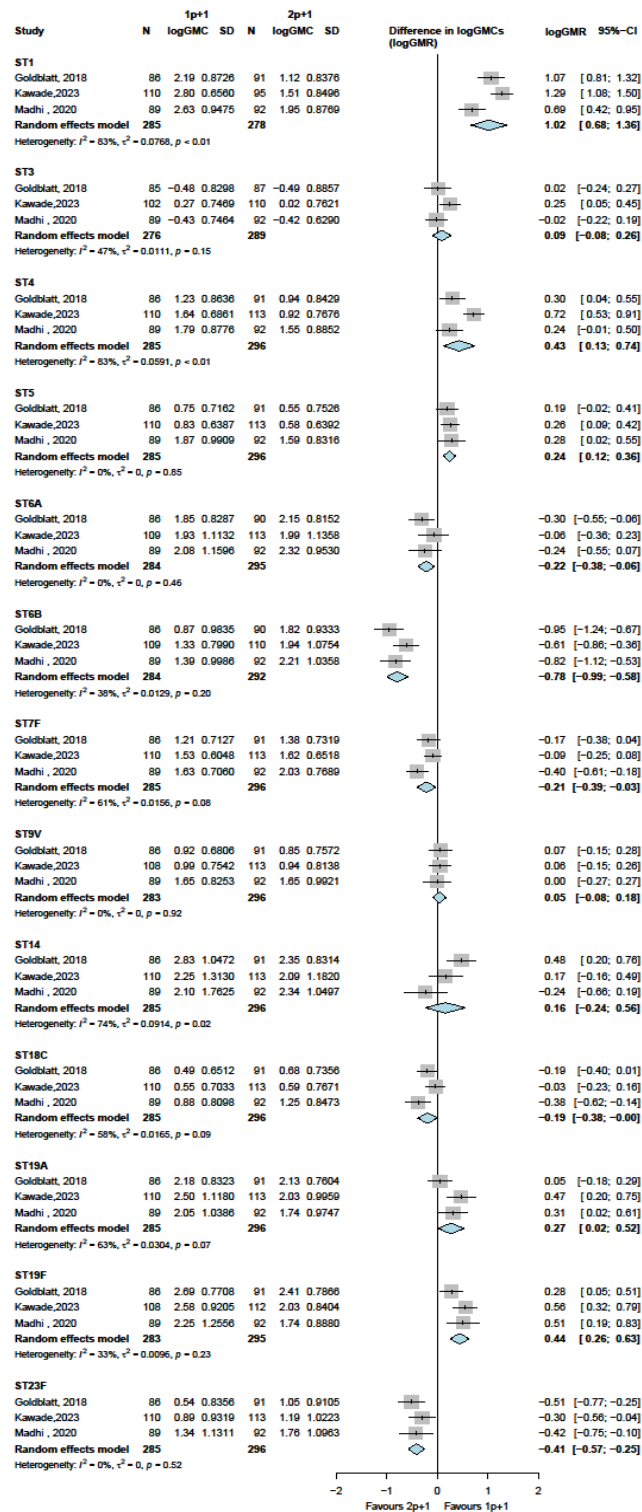 1p+1 2p+1
Study N logGMC SD N logGMC SD Difference in logGMCs (logGMR) logGMR 95%-CI
ST1
Goldblatt, 2018 86 2.19 0.8726 91 1.12 0.8376 1.07 [0.81; 1.32]
Kawade,2023 110 2.80 0.6560 95 1.51 0.8496 1.29 [1.08; 1.50]
Madhi , 2020 89 2.63 0.9475 92 1.95 0.8769 0.69 [0.42; 0.95]
Random effects model 285 278 1.02 [0.68; 1.36]
Heterogeneity: I² = 83%, τ² = 0.0768, p < 0.01
ST3
Goldblatt, 2018 85 −0.48 0.8298 87 −0.49 0.8857 0.02 [−0.24; 0.27]
Kawade,2023 102 0.27 0.7469 110 0.02 0.7621 0.25 [0.05; 0.45]
Madhi , 2020 89 −0.43 0.7464 92 −0.42 0.6290 −0.02 [−0.22; 0.19]
Random effects model 276 289 0.09 [−0.08; 0.26]
Heterogeneity: I² = 47%, τ² = 0.0111, p = 0.15
ST4
Goldblatt, 2018 86 1.23 0.8636 91 0.94 0.8429 0.30 [0.04; 0.55]
Kawade,2023 110 1.64 0.6861 113 0.92 0.7676 0.72 [0.53; 0.91]
Madhi , 2020 89 1.79 0.8776 92 1.55 0.8852 0.24 [−0.01; 0.50]
Random effects model 285 296 0.43 [0.13; 0.74]
Heterogeneity: I² = 83%, τ² = 0.0591, p < 0.01
ST5
Goldblatt, 2018 86 0.75 0.7162 91 0.55 0.7526 0.19 [−0.02; 0.41]
Kawade,2023 110 0.83 0.6387 113 0.58 0.6392 0.26 [0.09; 0.42]
Madhi , 2020 89 1.87 0.9909 92 1.59 0.8316 0.28 [0.02; 0.55]
Random effects model 285 296 0.24 [0.12; 0.36]
Heterogeneity: I² = 0%, τ² = 0, p = 0.85
ST6A
Goldblatt, 2018 86 1.85 0.8287 90 2.15 0.8152 −0.30 [−0.55; −0.06]
Kawade,2023 109 1.93 1.1132 113 1.99 1.1358 −0.06 [−0.36; 0.23]
Madhi , 2020 89 2.08 1.1596 92 2.32 0.9530 −0.24 [−0.55; 0.07]
Random effects model 284 295 −0.22 [−0.38; −0.06]
Heterogeneity: I² = 0%, τ² = 0, p = 0.46
ST6B
Goldblatt, 2018 86 0.87 0.9835 90 1.82 0.9333 −0.95 [−1.24; −0.67]
Kawade,2023 109 1.33 0.7990 110 1.94 1.0754 −0.61 [−0.86; −0.36]
Madhi , 2020 89 1.39 0.9986 92 2.21 1.0358 −0.82 [−1.12; −0.53]
Random effects model 284 292 −0.78 [−0.99; −0.58]
Heterogeneity: I² = 38%, τ² = 0.0129, p = 0.20
ST7F
Goldblatt, 2018 86 1.21 0.7127 91 1.38 0.7319 −0.17 [−0.38; 0.04]
Kawade,2023 110 1.53 0.6048 113 1.62 0.6518 −0.09 [−0.25; 0.08]
Madhi , 2020 89 1.63 0.7060 92 2.03 0.7689 −0.40 [−0.61; −0.18]
Random effects model 285 296 −0.21 [−0.39; −0.03]
Heterogeneity: I² = 61%, τ² = 0.0156, p = 0.08
ST9V
Goldblatt, 2018 86 0.92 0.6806 91 0.85 0.7572 0.07 [−0.15; 0.28]
Kawade,2023 108 0.99 0.7542 113 0.94 0.8138 0.06 [−0.15; 0.26]
Madhi , 2020 89 1.65 0.8253 92 1.65 0.9921 0.00 [−0.27; 0.27]
Random effects model 283 296 0.05 [−0.08; 0.18]
Heterogeneity: I² = 0%, τ² = 0, p = 0.92
ST14
Goldblatt, 2018 86 2.83 1.0472 91 2.35 0.8314 0.48 [0.20; 0.76]
Kawade,2023 110 2.25 1.3130 113 2.09 1.1820 0.17 [−0.16; 0.49]
Madhi , 2020 89 2.10 1.7625 92 2.34 1.0497 −0.24 [−0.66; 0.19]
Random effects model 285 296 0.16 [−0.24; 0.56]
Heterogeneity: I² = 74%, τ² = 0.0914, p = 0.02
ST18C
Goldblatt, 2018 86 0.49 0.6512 91 0.68 0.7356 −0.19 [−0.40; 0.01]
Kawade,2023 110 0.55 0.7033 113 0.59 0.7671 −0.03 [−0.23; 0.16]
Madhi , 2020 89 0.88 0.8098 92 1.25 0.8473 −0.38 [−0.62; −0.14]
Random effects model 285 296 −0.19 [−0.38; −0.00]
Heterogeneity: I² = 58%, τ² = 0.0165, p = 0.09
ST19A
Goldblatt, 2018 86 2.18 0.8323 91 2.13 0.7604 0.05 [−0.18; 0.29]
Kawade,2023 110 2.50 1.1180 113 2.03 0.9959 0.47 [0.20; 0.75]
Madhi , 2020 89 2.05 1.0386 92 1.74 0.9747 0.31 [0.02; 0.61]
Random effects model 285 296 0.27 [0.02; 0.52]
Heterogeneity: I² = 63%, τ² = 0.0304, p = 0.07
ST19F
Goldblatt, 2018 86 2.69 0.7708 91 2.41 0.7866 0.28 [0.05; 0.51]
Kawade,2023 108 2.58 0.9205 112 2.03 0.8404 0.56 [0.32; 0.79]
Madhi , 2020 89 2.25 1.2556 92 1.74 0.8880 0.51 [0.19; 0.83]
Random effects model 283 295 0.44 [0.26; 0.63]
Heterogeneity: I² = 33%, τ² = 0.0096, p = 0.23
ST23F
Goldblatt, 2018 86 0.54 0.8356 91 1.05 0.9105 −0.51 [−0.77; −0.25]
Kawade,2023 110 0.89 0.9319 113 1.19 1.0223 −0.30 [−0.56; −0.04]
Madhi , 2020 89 1.34 1.1311 92 1.76 1.0963 −0.42 [−0.75; −0.10]
Random effects model 285 296 −0.41 [−0.57; −0.25]
Heterogeneity: I² = 0%, τ² = 0, p = 0.52
−2 −1 0 1 2
Favours 2p+1 Favours 1p+1